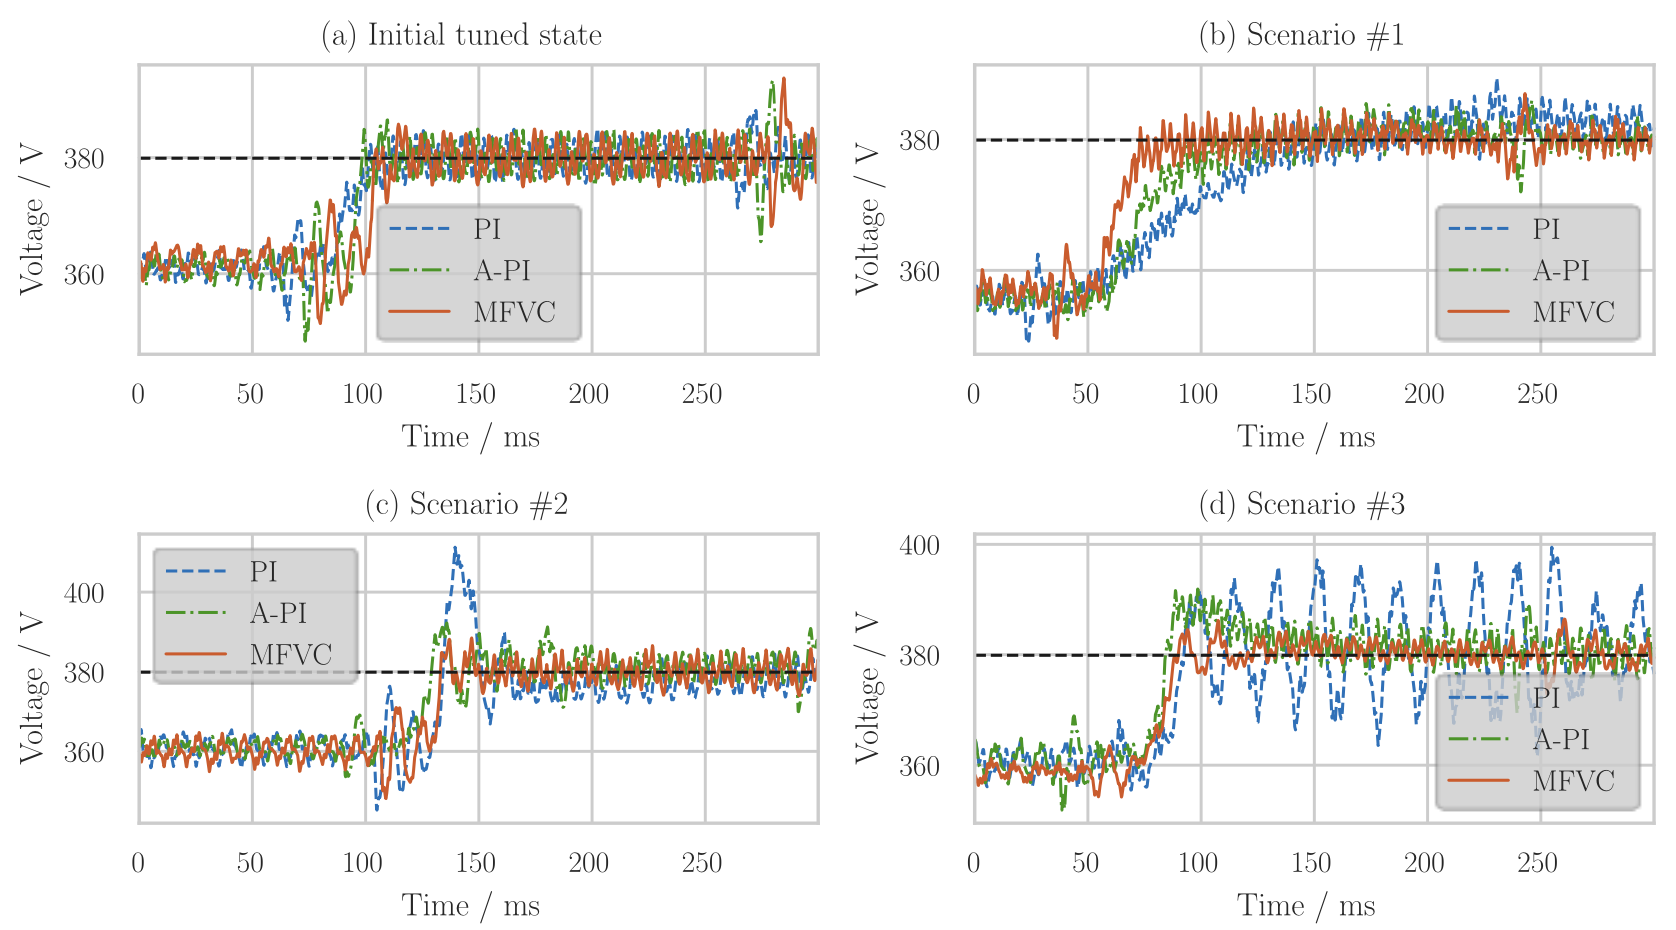 (a) Initial tuned state
Voltage / V
380
360
PI
A-PI
MFVC
0 50 100 150 200 250
Time / ms
(b) Scenario #1
Voltage / V
380
360
PI
A-PI
MFVC
0 50 100 150 200 250
Time / ms
(c) Scenario #2
Voltage / V
400
380
360
PI
A-PI
MFVC
0 50 100 150 200 250
Time / ms
(d) Scenario #3
Voltage / V
400
380
360
PI
A-PI
MFVC
0 50 100 150 200 250
Time / ms